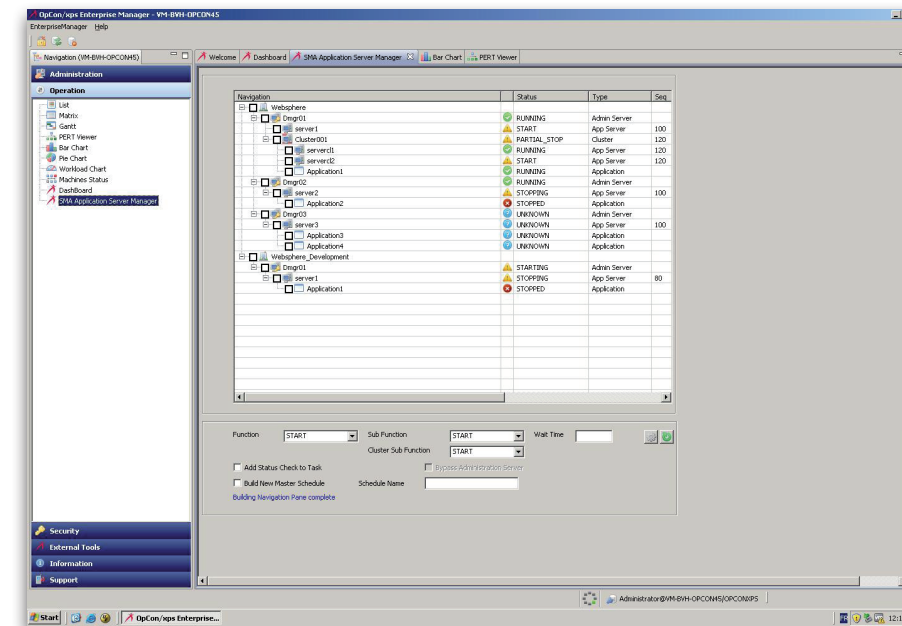 OpCon/xps Enterprise Manager - VM-BVH-OPCON45
EnterpriseManager Help
Navigation (VM-BVH-OPCON45)
Welcome Dashboard SMA Application Server Manager Bar Chart PERT Viewer
Administration
Operation
List
Matrix
Gantt
PERT Viewer
Bar Chart
Pie Chart
Workload Chart
Machines Status
DashBoard
SMA Application Server Manager
Security
External Tools
Information
Support
Navigation Status Type Seq
Websphere
Dmgr01 RUNNING Admin Server
server1 START App Server 100
Cluster001 PARTIAL_STOP Cluster 120
servercl1 RUNNING App Server 120
servercl2 START App Server 120
Application1 RUNNING Application
Dmgr02 RUNNING Admin Server
server2 STOPPING App Server 100
Application2 STOPPED Application
Dmgr03 UNKNOWN Admin Server
server3 UNKNOWN App Server 100
Application3 UNKNOWN Application
Application4 UNKNOWN Application
Websphere_Development
Dmgr01 STARTING Admin Server
server1 STOPPING App Server 80
Application1 STOPPED Application
Function START Sub Function START Wait Time
Cluster Sub Function START
Add Status Check to Task Bypass Administration Server
Build New Master Schedule Schedule Name
Building Navigation Pane complete
Administrator@VM-BVH-OPCON45/OPCONXPS
Start OpCon/xps Enterprise... FR 12:1